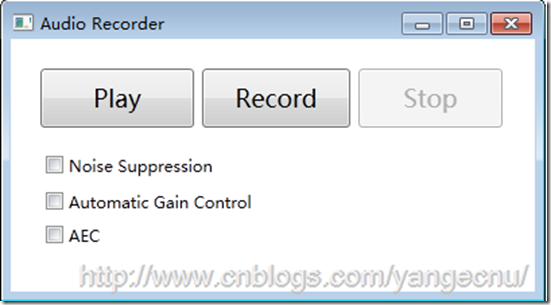 Audio Recorder
Play Record Stop
Noise Suppression
Automatic Gain Control
AEC
http://www.cnblogs.com/yangecnu/